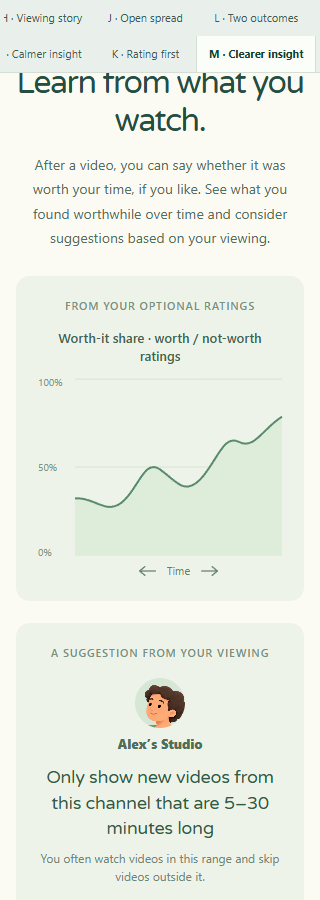 H · Viewing story J · Open spread L · Two outcomes
· Calmer insight K · Rating first M · Clearer insight
Learn from what you
watch.
After a video, you can say whether it was
worth your time, if you like. See what you
found worthwhile over time and consider
suggestions based on your viewing.
FROM YOUR OPTIONAL RATINGS
Worth-it share · worth / not-worth
ratings
100%
50%
0%
← Time →
A SUGGESTION FROM YOUR VIEWING
Alex's Studio
Only show new videos from
this channel that are 5–30
minutes long
You often watch videos in this range and skip
videos outside it.